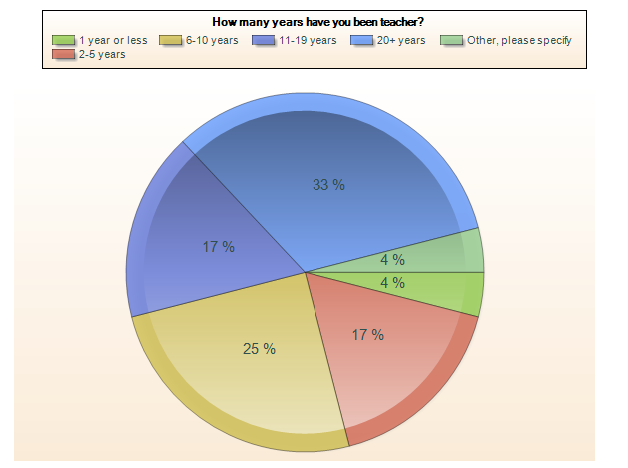 How many years have you been teacher?
1 year or less 6-10 years 11-19 years 20+ years Other, please specify
2-5 years
33 %
17 %
4 %
4 %
17 %
25 %